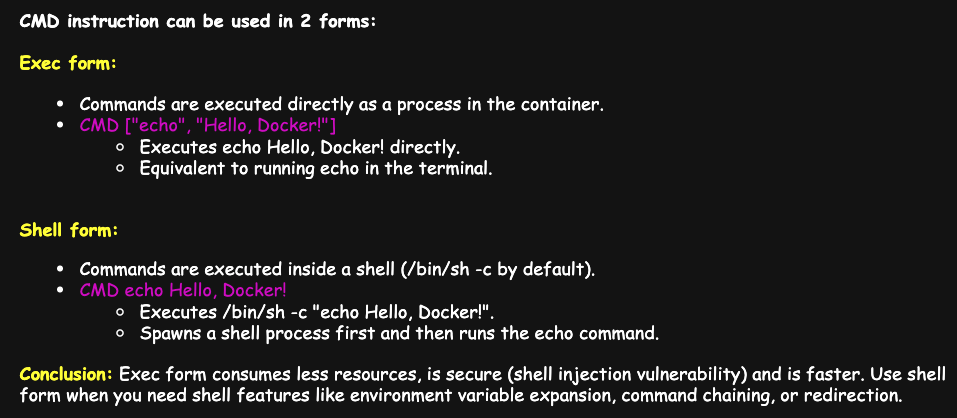 CMD instruction can be used in 2 forms:
Exec form:
• Commands are executed directly as a process in the container.
• CMD ["echo", "Hello, Docker!"]
○ Executes echo Hello, Docker! directly.
○ Equivalent to running echo in the terminal.
Shell form:
• Commands are executed inside a shell (/bin/sh -c by default).
• CMD echo Hello, Docker!
○ Executes /bin/sh -c "echo Hello, Docker!".
○ Spawns a shell process first and then runs the echo command.
Conclusion: Exec form consumes less resources, is secure (shell injection vulnerability) and is faster. Use shell
form when you need shell features like environment variable expansion, command chaining, or redirection.